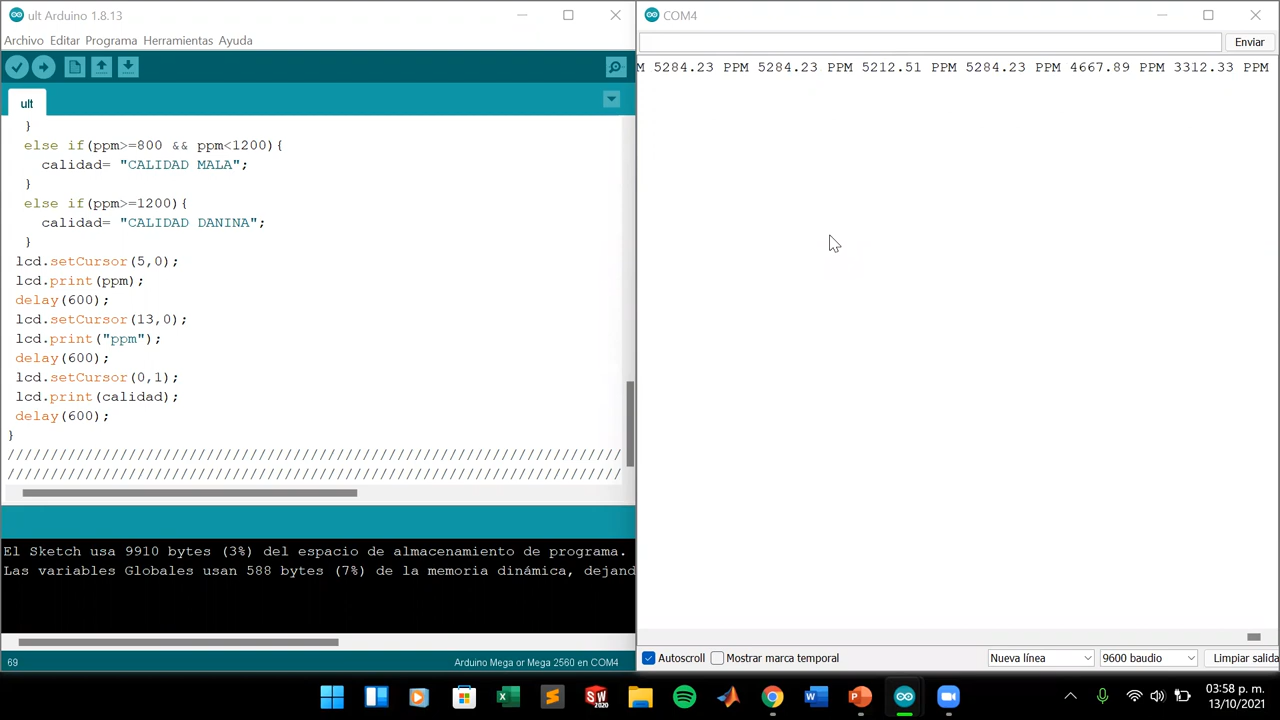 ult Arduino 1.8.13
Archivo Editar Programa Herramientas Ayuda
ult
}
else if(ppm>=800 && ppm<1200){
calidad= "CALIDAD MALA";
}
else if(ppm>=1200){
calidad= "CALIDAD DANINA";
}
lcd.setCursor(5,0);
lcd.print(ppm);
delay(600);
lcd.setCursor(13,0);
lcd.print("ppm");
delay(600);
lcd.setCursor(0,1);
lcd.print(calidad);
delay(600);
}
//////////////////////////////////////////////////////////////////////
//////////////////////////////////////////////////////////////////////
El Sketch usa 9910 bytes (3%) del espacio de almacenamiento de programa.
Las variables Globales usan 588 bytes (7%) de la memoria dinámica, dejand
69
Arduino Mega or Mega 2560 en COM4
COM4
Enviar
M 5284.23 PPM 5284.23 PPM 5212.51 PPM 5284.23 PPM 4667.89 PPM 3312.33 PPM
Autoscroll
Mostrar marca temporal
Nueva línea
9600 baudio
Limpiar salida
SW
2020
03:58 p. m.
13/10/2021